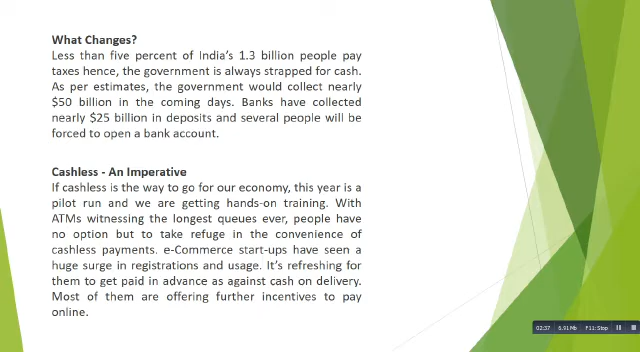 What Changes?
Less than five percent of India's 1.3 billion people pay
taxes hence, the government is always strapped for cash.
As per estimates, the government would collect nearly
$50 billion in the coming days. Banks have collected
nearly $25 billion in deposits and several people will be
forced to open a bank account.
Cashless - An Imperative
If cashless is the way to go for our economy, this year is a
pilot run and we are getting hands-on training. With
ATMs witnessing the longest queues ever, people have
no option but to take refuge in the convenience of
cashless payments. e-Commerce start-ups have seen a
huge surge in registrations and usage. It's refreshing for
them to get paid in advance as against cash on delivery.
Most of them are offering further incentives to pay
online.
02:37 6.91 Mb F11: Stop